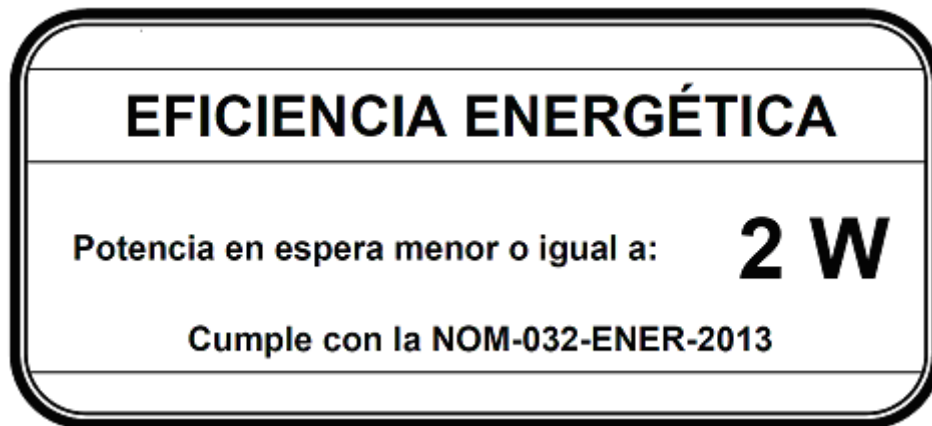 EFICIENCIA ENERGÉTICA
Potencia en espera menor o igual a: 2 W
Cumple con la NOM-032-ENER-2013